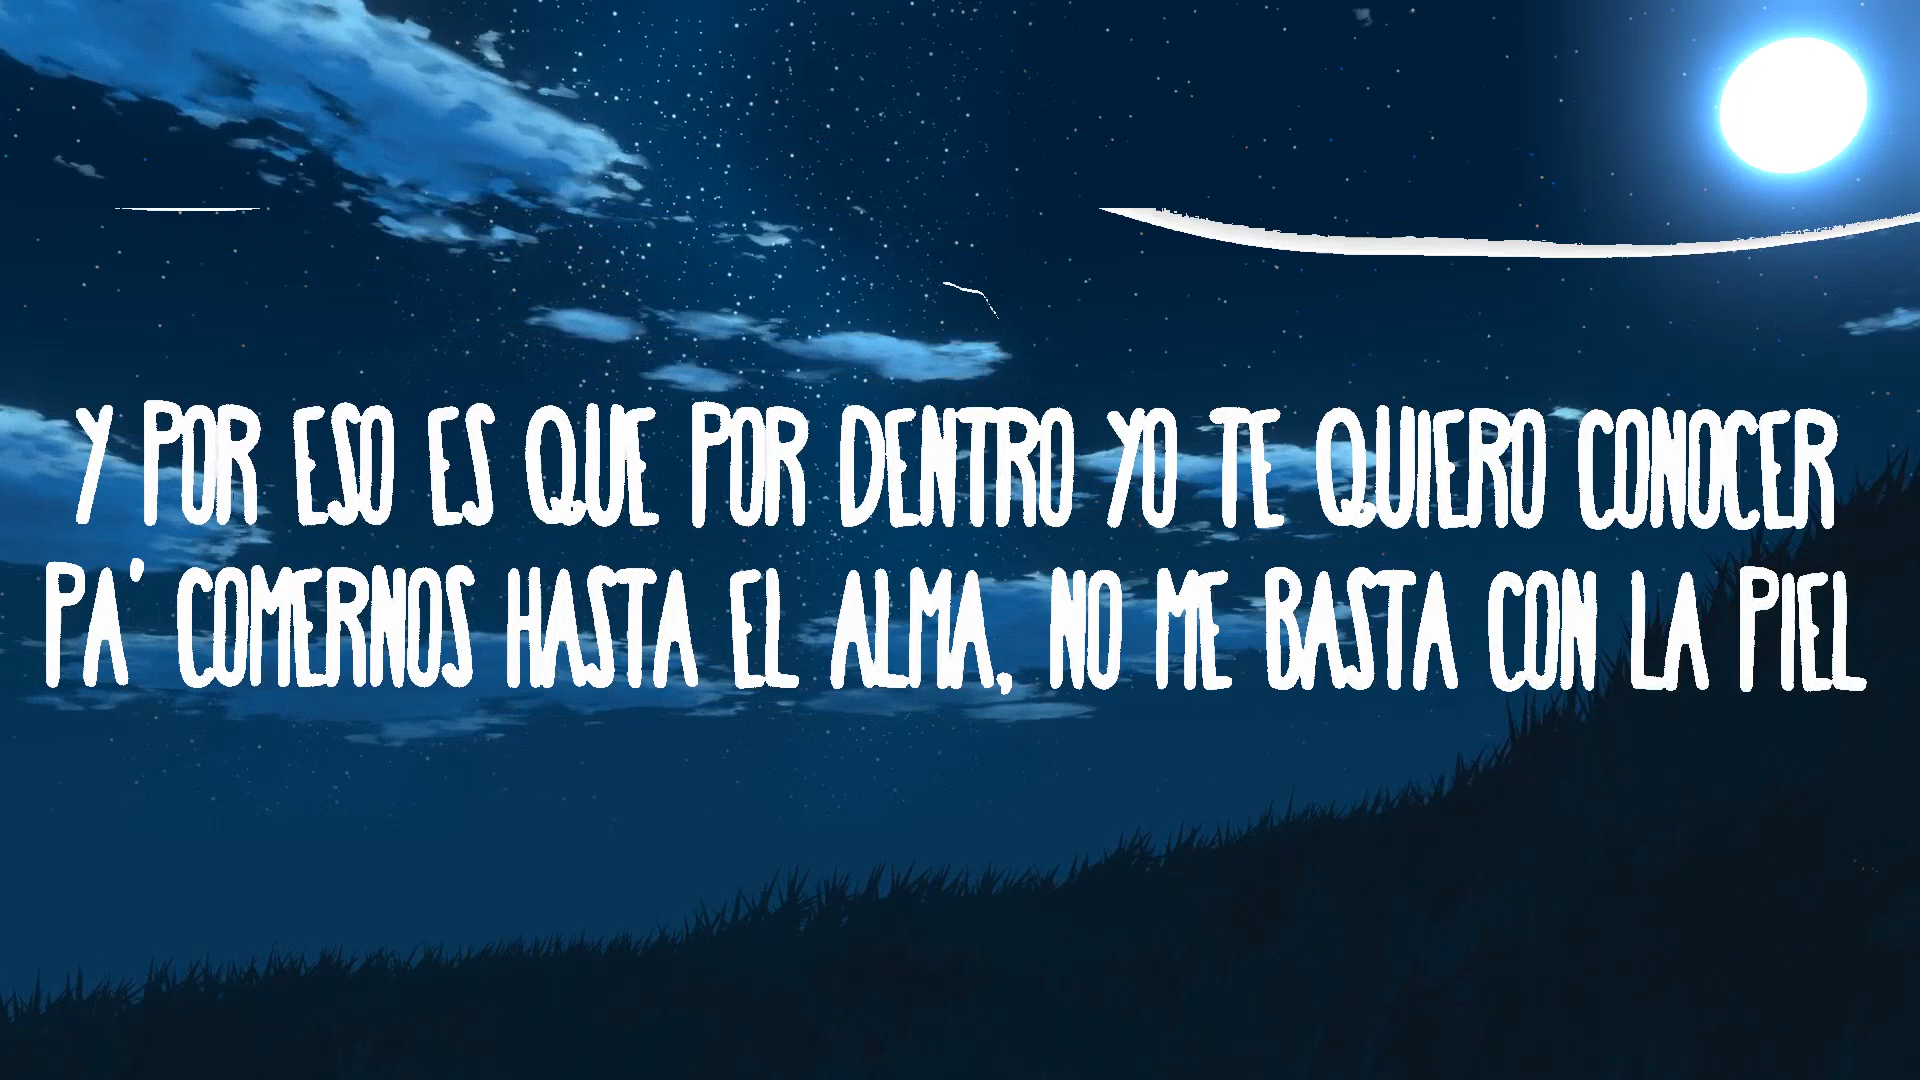 Y POR ESO ES QUE POR DENTRO YO TE QUIERO CONOCER
PA' COMERNOS HASTA EL ALMA, NO ME BASTA CON LA PIEL